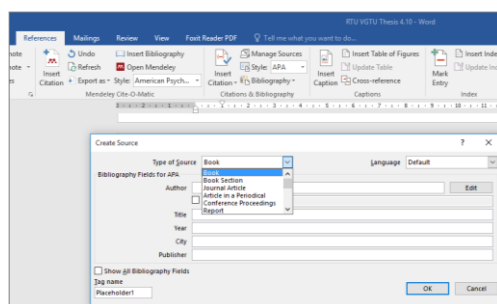 RTU VGTU Thesis 4.10 - Word
References Mailings Review View Foxit Reader PDF Tell me what you want to do...
Undo Insert Bibliography Manage Sources Insert Table of Figures Insert Index
Refresh Open Mendeley Style: APA Update Table
Insert Citation Export as Style: American Psych... Insert Citation Bibliography Insert Caption Cross-reference Mark Entry
Mendeley Cite-O-Matic Citations & Bibliography Captions Index
Create Source ? X
Type of Source Book Language Default
Bibliography Fields for APA Book
Book Section
Author Journal Article Edit
Article in a Periodical
Conference Proceedings
Title Report
Year
City
Publisher
Show All Bibliography Fields
Tag name
Placeholder1 OK Cancel